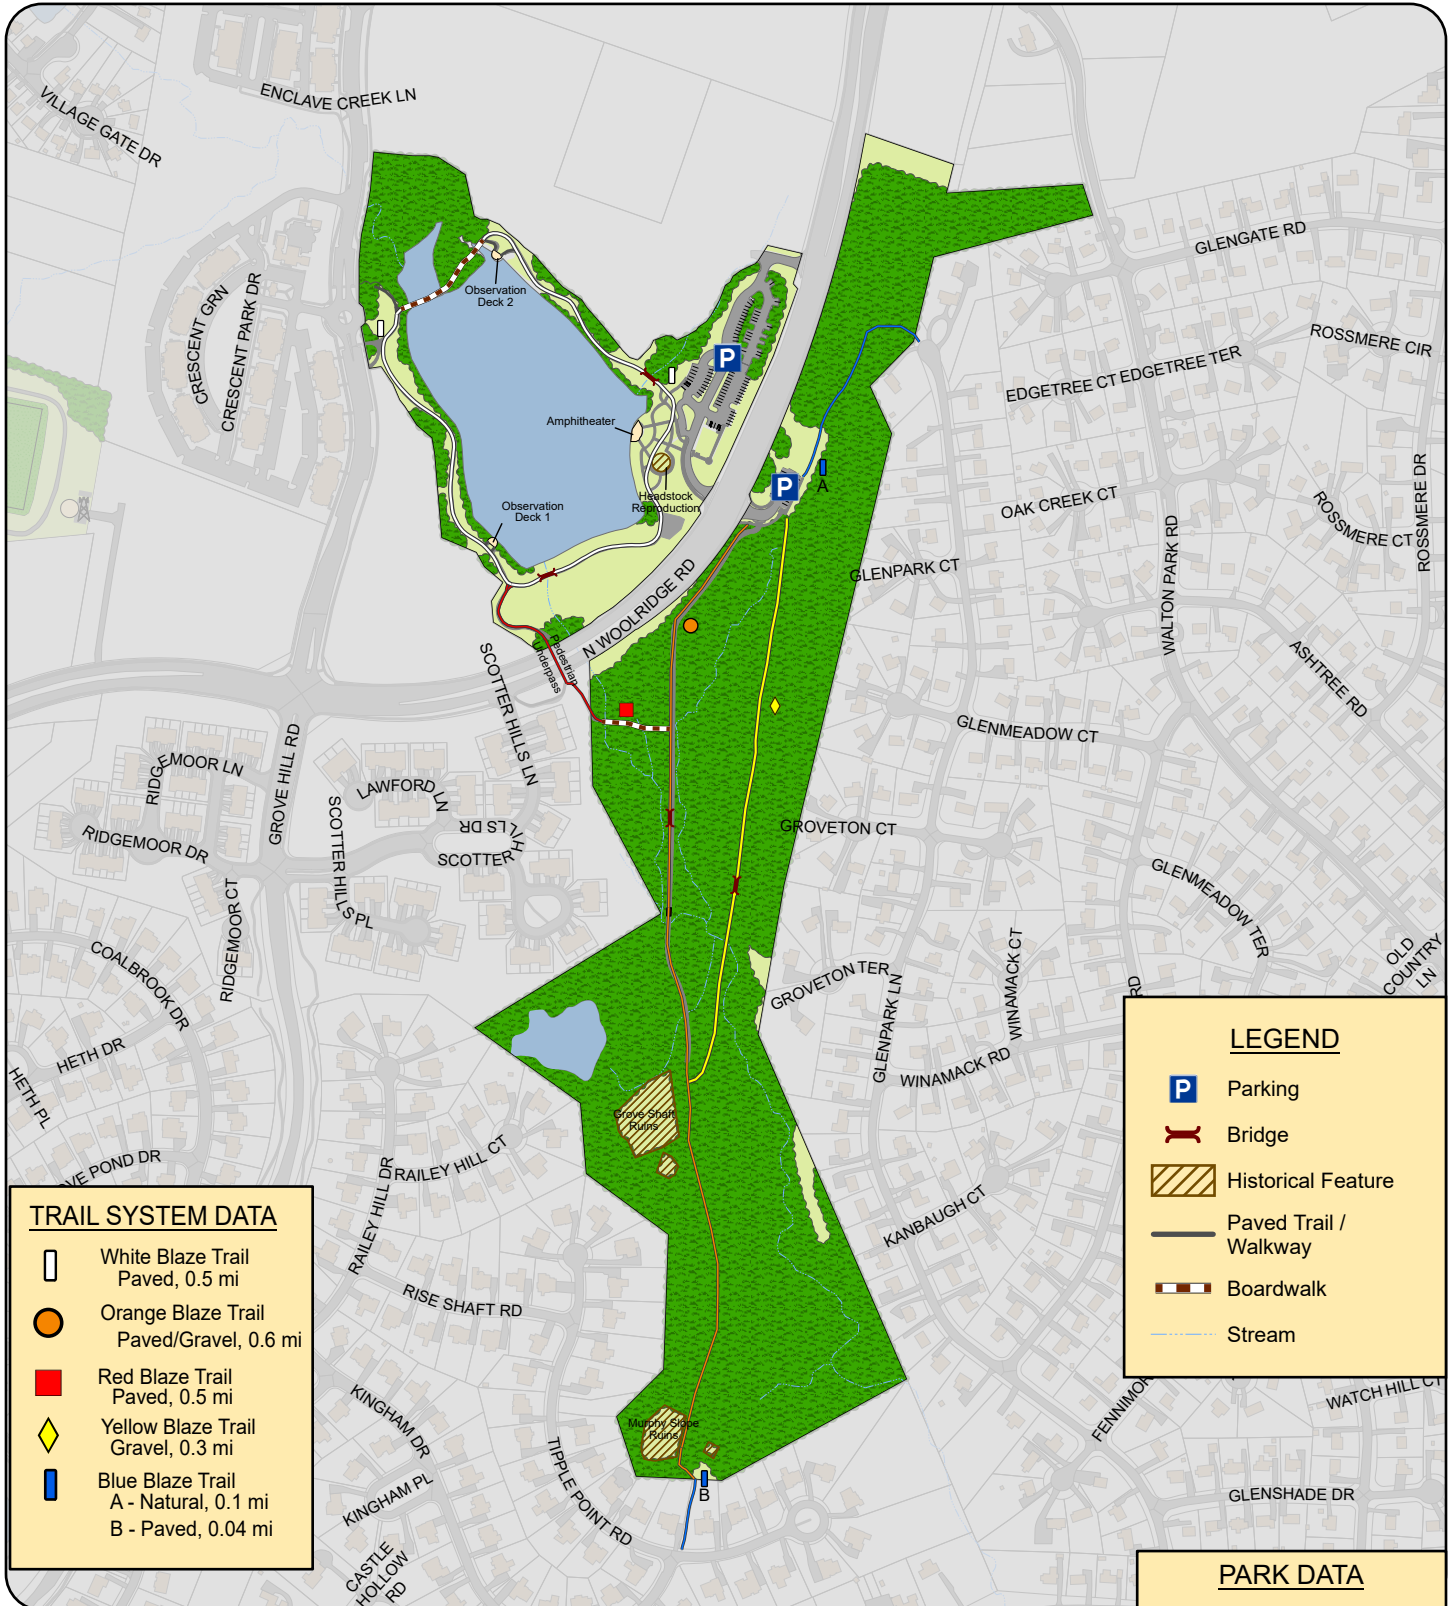 ENCLAVE CREEK LN
VILLAGE GATE DR
GLENGATE RD
CRESCENT GRN
CRESCENT PARK DR
Observation
Deck 2
P
ROSSMERE CIR
EDGETREE CT
EDGETREE TER
Amphitheater
Headstock
Reproduction
P
A
Observation
Deck 1
OAK CREEK CT
ROSSMERE DR
ROSSMERE CT
WALTON PARK RD
GLENPARK CT
N WOOLRIDGE RD
Pedestrian
Underpass
SCOTTER HILLS LN
ASHTREE RD
GLENMEADOW CT
RIDGEMOOR LN
GROVE HILL RD
LAWFORD LN
SCOTTER HILLS DR
RIDGEMOOR DR
SCOTTER HILLS PL
GROVETON CT
GLENMEADOW TER
RIDGEMOOR CT
COALBROOK DR
GROVETON TER
GLENPARK LN
WINAMACK CT
OLD
COUNTRY
LN
RD
HETH DR
HETH PL
WINAMACK RD
Grove Shaft
Ruins
OVE POND DR
RAILEY HILL CT
RAILEY HILL DR
KANBAUGH CT
RISE SHAFT RD
KINGHAM DR
KINGHAM PL
Murphy Slope
Ruins
B
TIPPLE POINT RD
CASTLE
HOLLOW
RD
FENNIMOR
WATCH HILL CT
GLENSHADE DR
LEGEND
P Parking
Bridge
Historical Feature
Paved Trail /
Walkway
Boardwalk
Stream
TRAIL SYSTEM DATA
White Blaze Trail
Paved, 0.5 mi
Orange Blaze Trail
Paved/Gravel, 0.6 mi
Red Blaze Trail
Paved, 0.5 mi
Yellow Blaze Trail
Gravel, 0.3 mi
Blue Blaze Trail
A - Natural, 0.1 mi
B - Paved, 0.04 mi
PARK DATA